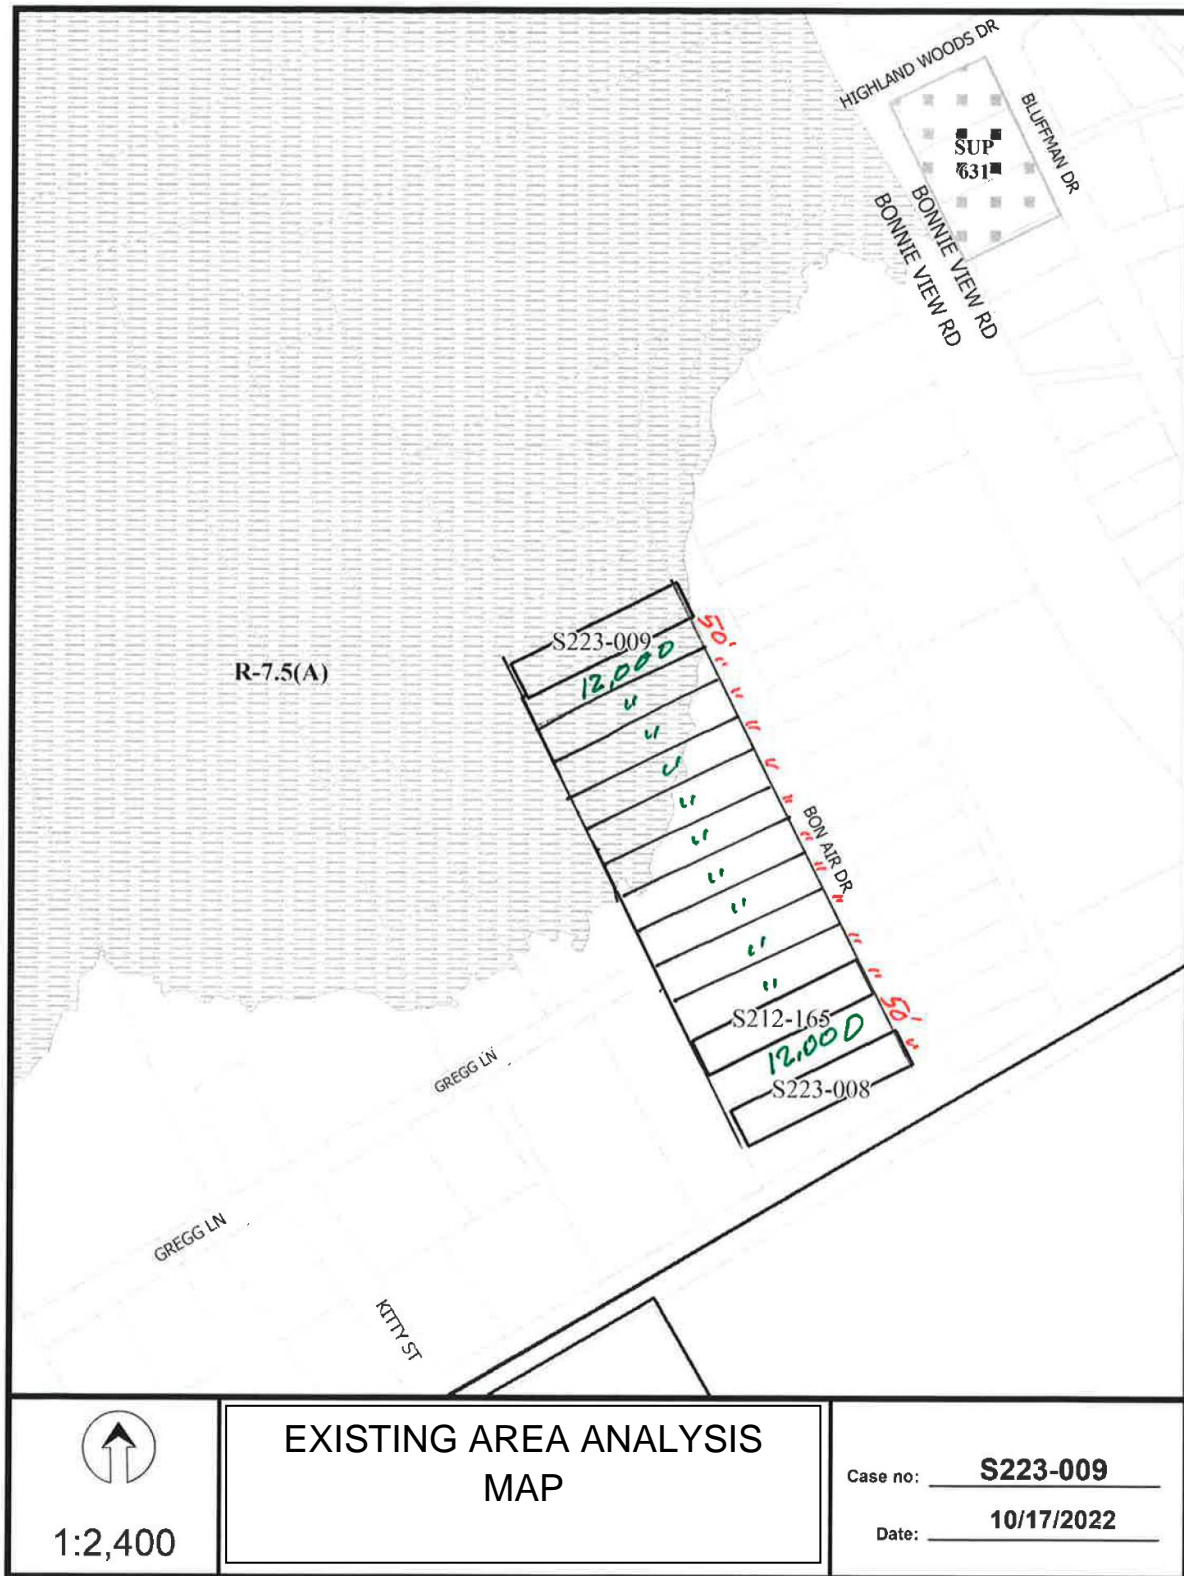 HIGHLAND WOODS DR
BLUFFMAN DR
SUP
631
BONNIE VIEW RD
BONNIE VIEW RD
S223-009
50'
12,000
"
"
"
"
"
"
"
"
"
R-7.5(A)
"
"
"
"
"
"
"
"
"
"
BON AIR DR
S212-165
50'
12,000
"
S223-008
GREGG LN
GREGG LN
KITTY ST
EXISTING AREA ANALYSIS
MAP
1:2,400
Case no: S223-009
Date: 10/17/2022